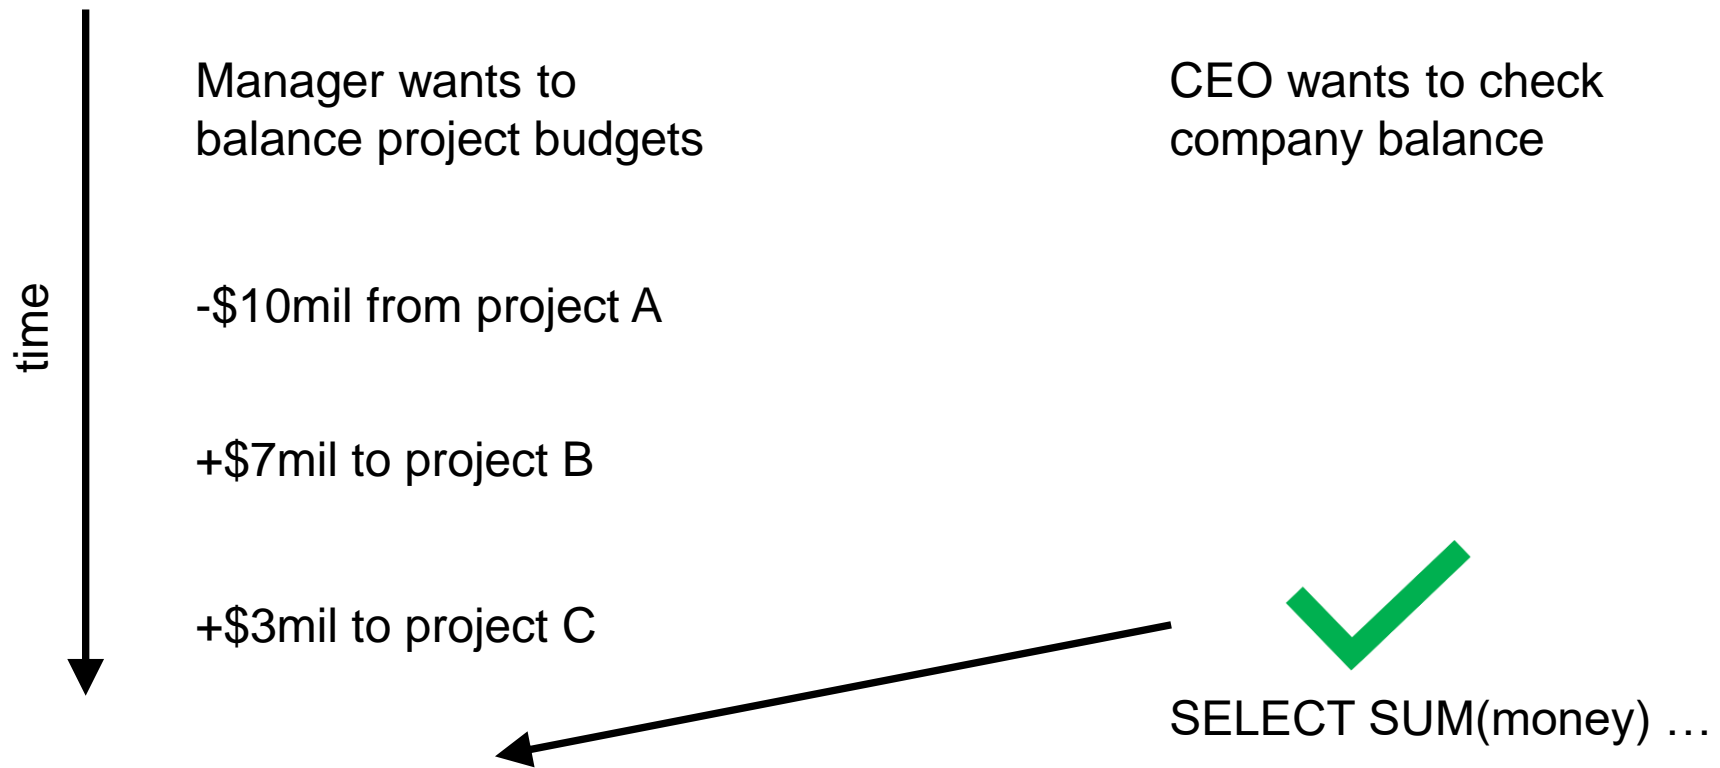 Manager wants to
balance project budgets
CEO wants to check
company balance
time
-$10mil from project A
+$7mil to project B
+$3mil to project C
SELECT SUM(money) …